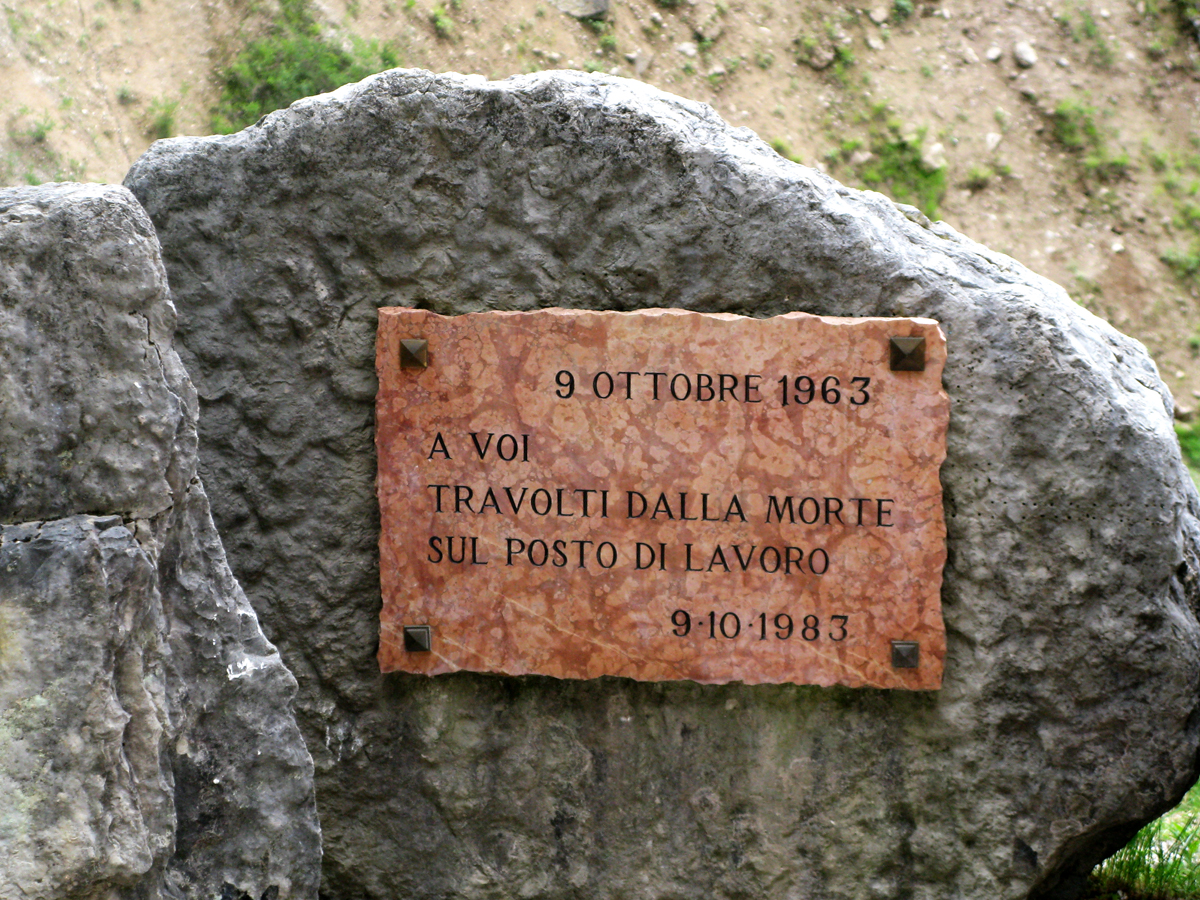 9 OTTOBRE 1963
A VOI
TRAVOLTI DALLA MORTE
SUL POSTO DI LAVORO
9·10·1983